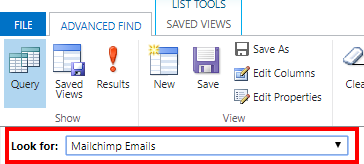 LIST TOOLS
FILE
ADVANCED FIND
SAVED VIEWS
Query
Saved Views
Results
New
Save
Save As
Edit Columns
Edit Properties
Show
View
Look for:
Mailchimp Emails